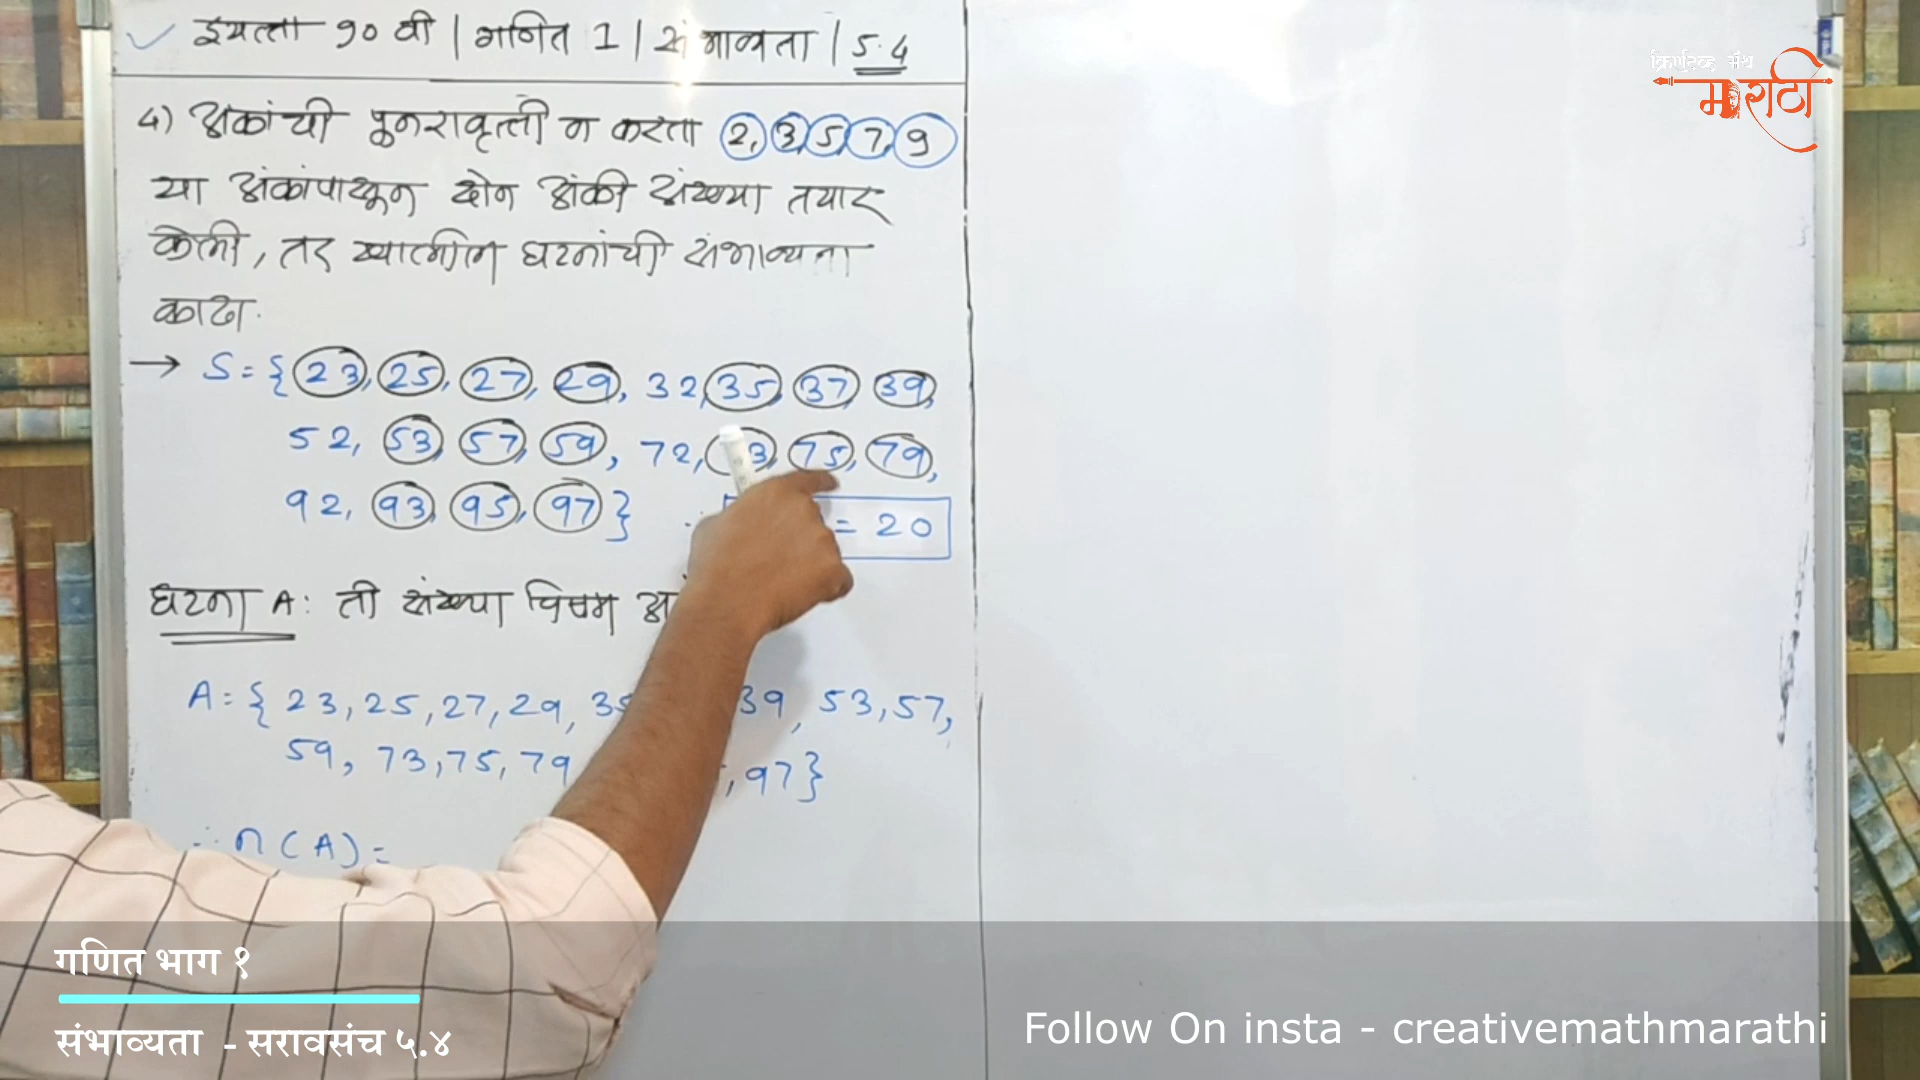 इयत्ता १० वी | गणित 1 | संभाव्यता | 5.4
4) अंकांची पुनरावृत्ती न करता 2, 3, 5, 7, 9
या अंकांपासून दोन अंकी संख्या तयार
केली, तर खालील घटनांची संभाव्यता
काढा.
→ S = { 23, 25, 27, 29, 32, 35, 37, 39,
52, 53, 57, 59, 72, 3, 75, 79,
92, 93, 95, 97 } = 20
घटना A : ती संख्या विषम
A = { 23, 25, 27, 29, 39, 53, 57,
59, 73, 75, 79 , 97 }
∴ n (A) =
क्रिएटिव्ह मॅथ
मराठी
गणित भाग १
संभाव्यता - सरावसंच ५.४
Follow On insta - creativemathmarathi